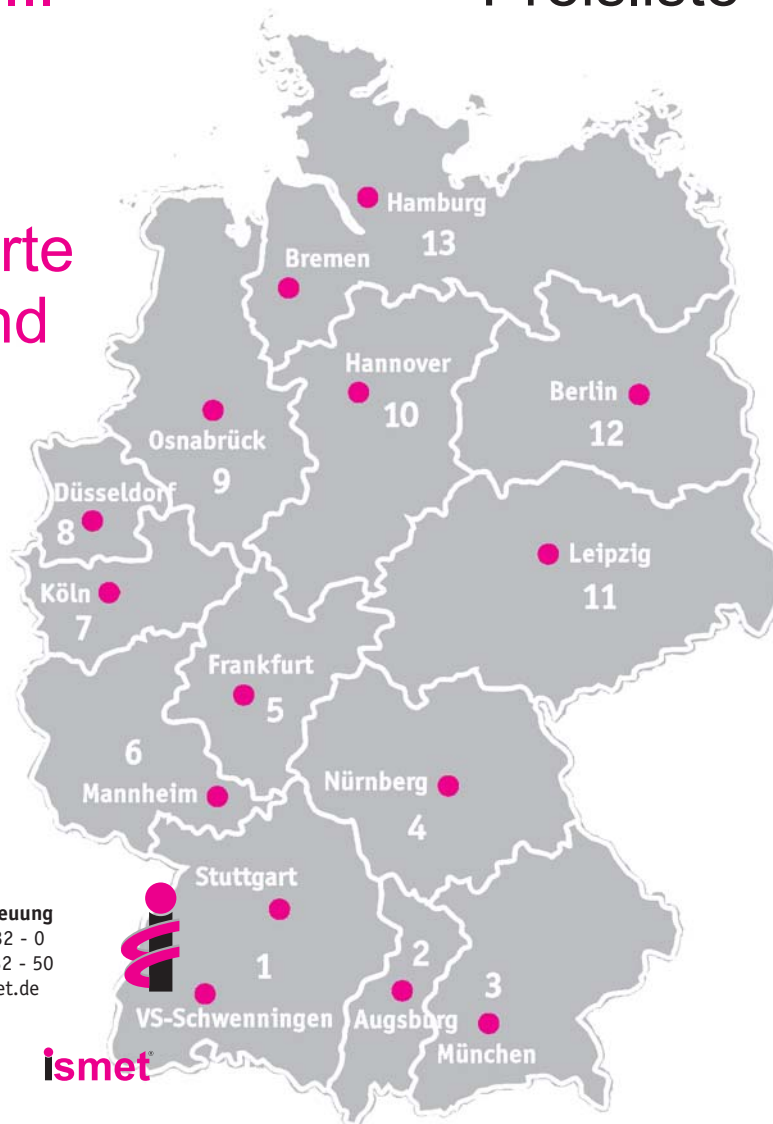 Preisliste
Hamburg
13
Bremen
rte
nd
Hannover
10
Berlin
12
Osnabrück
9
Düsseldorf
8
Leipzig
11
Köln
7
Frankfurt
5
6
Mannheim
Nürnberg
4
Stuttgart
euung
32 - 0
2 - 50
et.de
1
2
3
VS-Schwenningen
Augsburg
München
ismet®